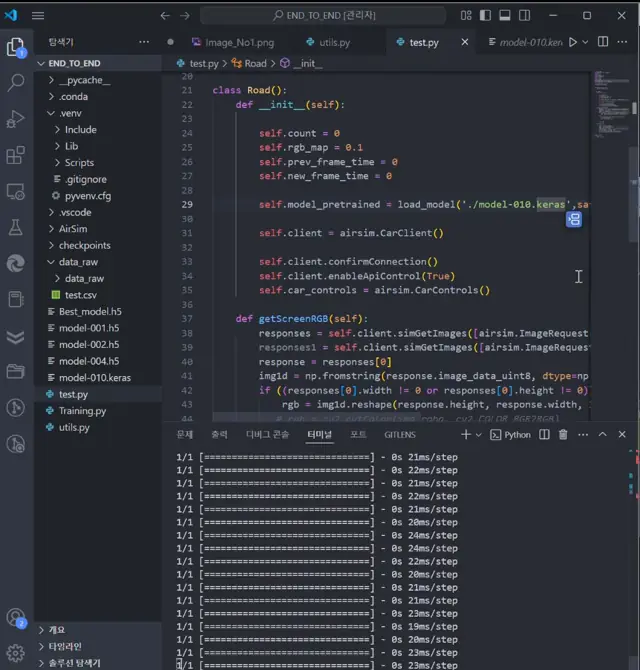 END_TO_END [관리자]
탐색기 ···
Image_No1.png utils.py test.py model-010.ken
END_TO_END
test.py > Road > __init__
__pycache__
.conda
.venv
Include
Lib
Scripts
.gitignore
pyvenv.cfg
.vscode
AirSim
checkpoints
data_raw
data_raw
test.csv
Best_model.h5
model-001.h5
model-002.h5
model-004.h5
model-010.keras
test.py
Training.py
utils.py
개요
타임라인
솔루션 탐색기
1
2
20
21 class Road():
22 def __init__(self):
23
24 self.count = 0
25 self.rgb_map = 0.1
26 self.prev_frame_time = 0
27 self.new_frame_time = 0
28
29 self.model_pretrained = load_model('./model-010.keras',sa
30
31 self.client = airsim.CarClient()
32
33 self.client.confirmConnection()
34 self.client.enableApiControl(True)
35 self.car_controls = airsim.CarControls()
36
37 def getScreenRGB(self):
38 responses = self.client.simGetImages([airsim.ImageRequest
39 responses1 = self.client.simGetImages([airsim.ImageRequest
40 response = responses[0]
41 img1d = np.fromstring(response.image_data_uint8, dtype=np
42 if ((responses[0].width != 0 or responses[0].height != 0)
43 rgb = img1d.reshape(response.height, response.width,
44
문제 출력 디버그 콘솔 터미널 포트 GITLENS Python
1/1 [==============================] - 0s 21ms/step
1/1 [==============================] - 0s 22ms/step
1/1 [==============================] - 0s 21ms/step
1/1 [==============================] - 0s 22ms/step
1/1 [==============================] - 0s 21ms/step
1/1 [==============================] - 0s 20ms/step
1/1 [==============================] - 0s 24ms/step
1/1 [==============================] - 0s 24ms/step
1/1 [==============================] - 0s 22ms/step
1/1 [==============================] - 0s 20ms/step
1/1 [==============================] - 0s 21ms/step
1/1 [==============================] - 0s 21ms/step
1/1 [==============================] - 0s 23ms/step
1/1 [==============================] - 0s 19ms/step
1/1 [==============================] - 0s 20ms/step
1/1 [==============================] - 0s 23ms/step
1/1 [==============================] - 0s 23ms/step